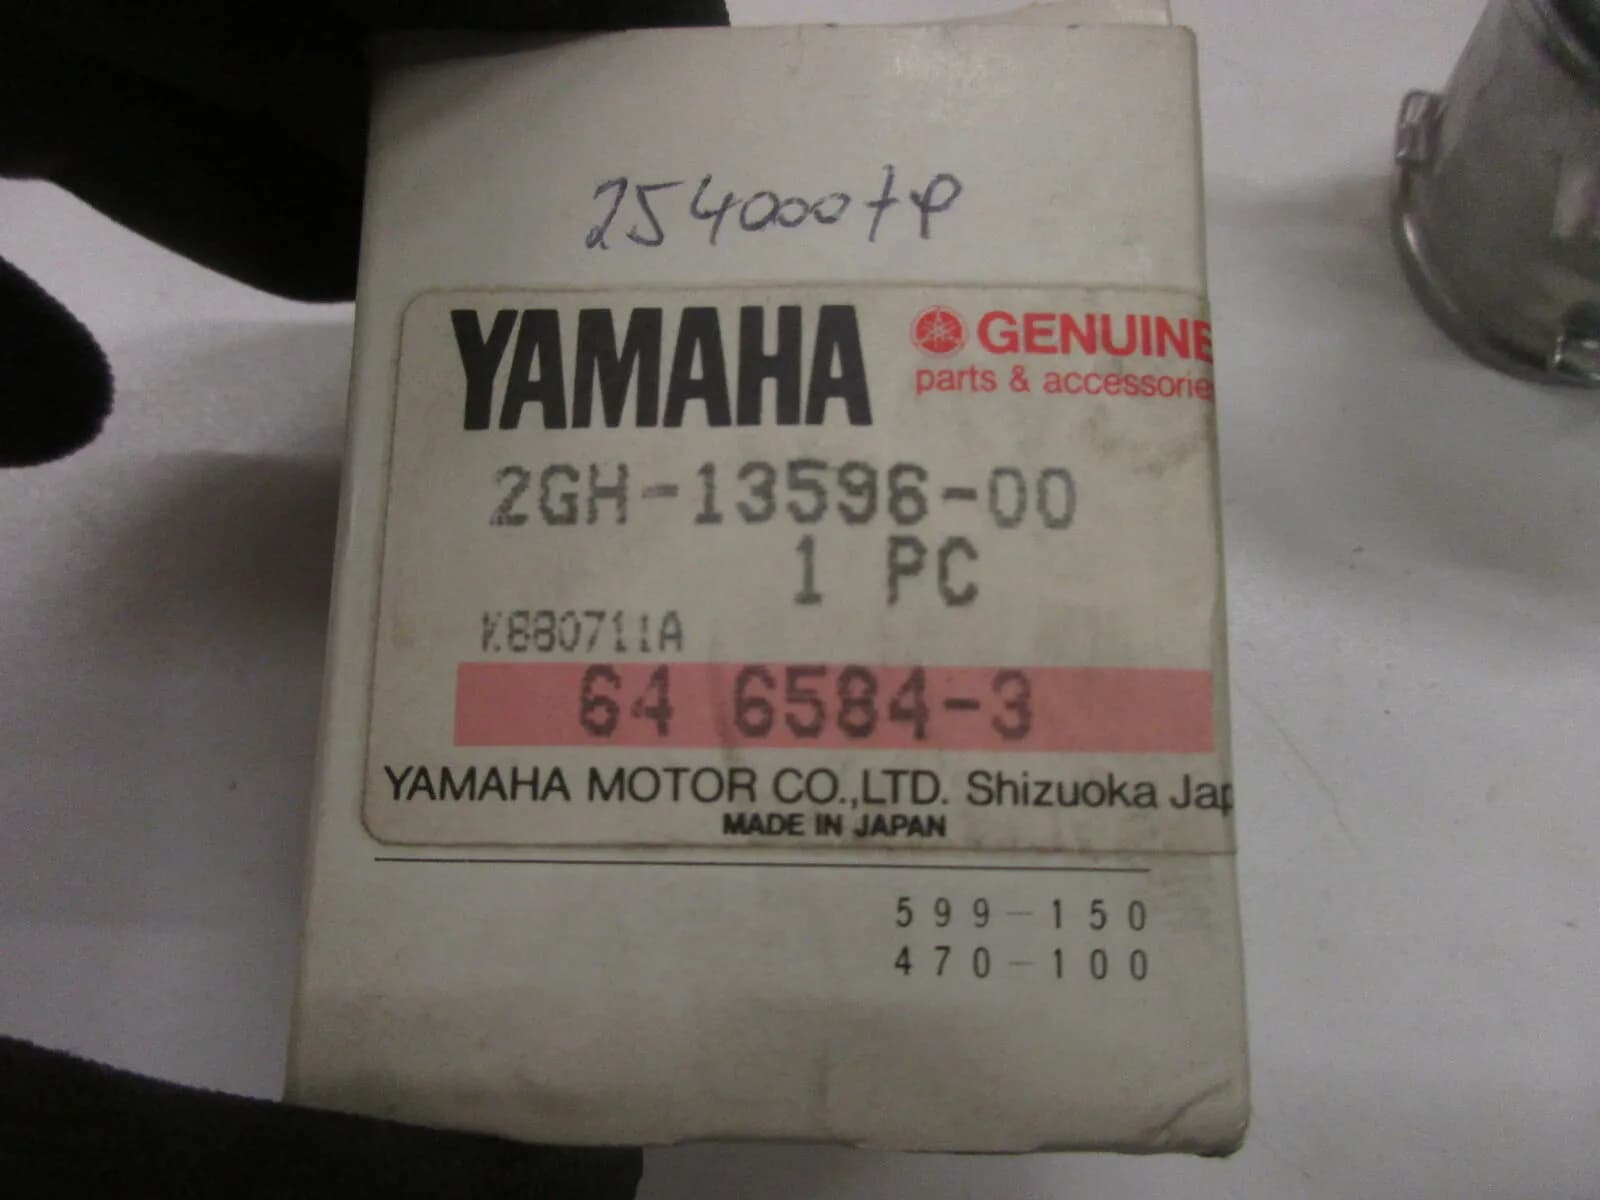 2540007P
YAMAHA
GENUINE
parts & accessorie
2GH-13596-00
1 PC
K880711A
64 6584-3
YAMAHA MOTOR CO.,LTD. Shizuoka Jap
MADE IN JAPAN
599-150
470-100